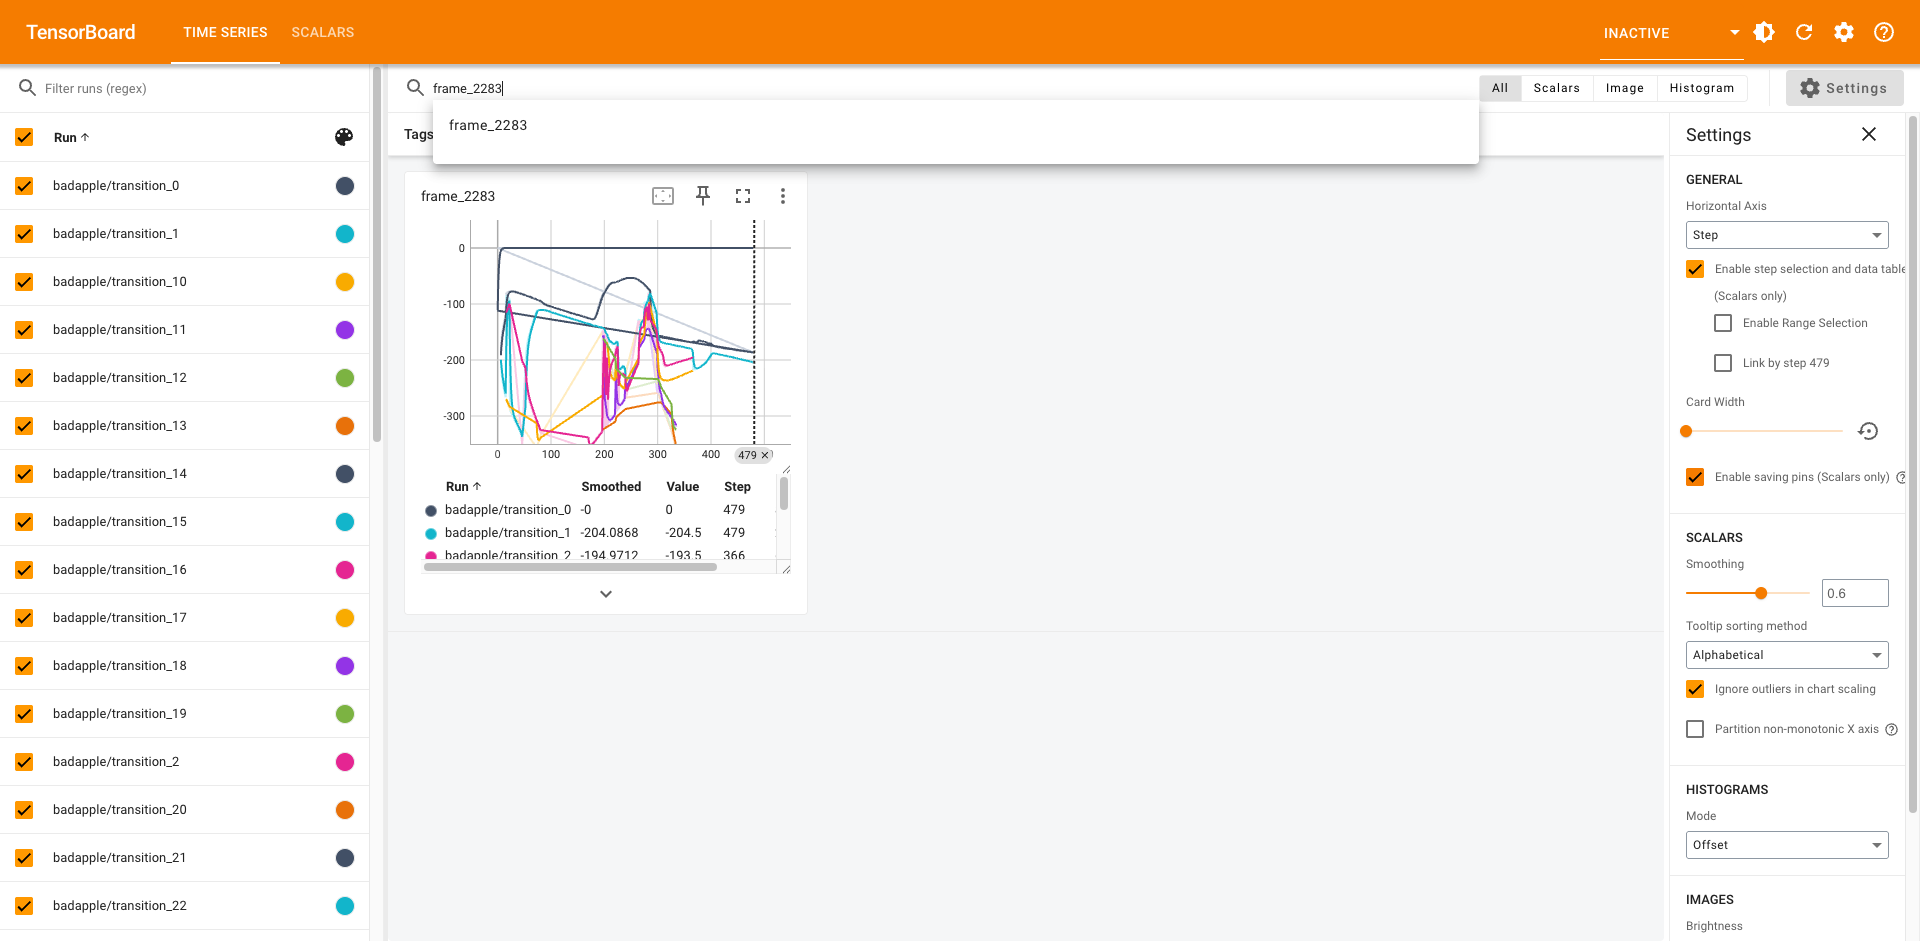 TensorBoard
TIME SERIES
SCALARS
INACTIVE
Filter runs (regex)
frame_2283
All
Scalars
Image
Histogram
Settings
frame_2283
Run
Tags
Settings
badapple/transition_0
badapple/transition_1
badapple/transition_10
badapple/transition_11
badapple/transition_12
badapple/transition_13
badapple/transition_14
badapple/transition_15
badapple/transition_16
badapple/transition_17
badapple/transition_18
badapple/transition_19
badapple/transition_2
badapple/transition_20
badapple/transition_21
badapple/transition_22
frame_2283
0
-100
-200
-300
0 100 200 300 400 479
Run Smoothed Value Step
badapple/transition_0 -0 0 479
badapple/transition_1 -204.0868 -204.5 479
badapple/transition_2 -194.9712 -193.5 366
GENERAL
Horizontal Axis
Step
Enable step selection and data table
(Scalars only)
Enable Range Selection
Link by step 479
Card Width
Enable saving pins (Scalars only)
SCALARS
Smoothing
0.6
Tooltip sorting method
Alphabetical
Ignore outliers in chart scaling
Partition non-monotonic X axis
HISTOGRAMS
Mode
Offset
IMAGES
Brightness